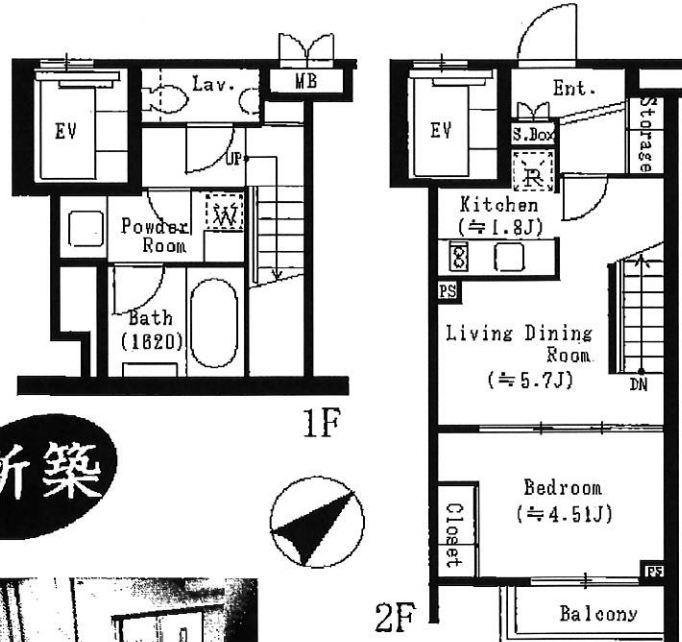 Lav.
MB
EV
UP
Powder
Room
W
Bath
(1620)
1F
新築
Ent.
EV
S.Box
Storage
R
Kitchen
(≒1.8J)
PS
Living Dining
Room
(≒5.7J)
DN
Bedroom
(≒4.51J)
Closet
PS
Balcony
2F